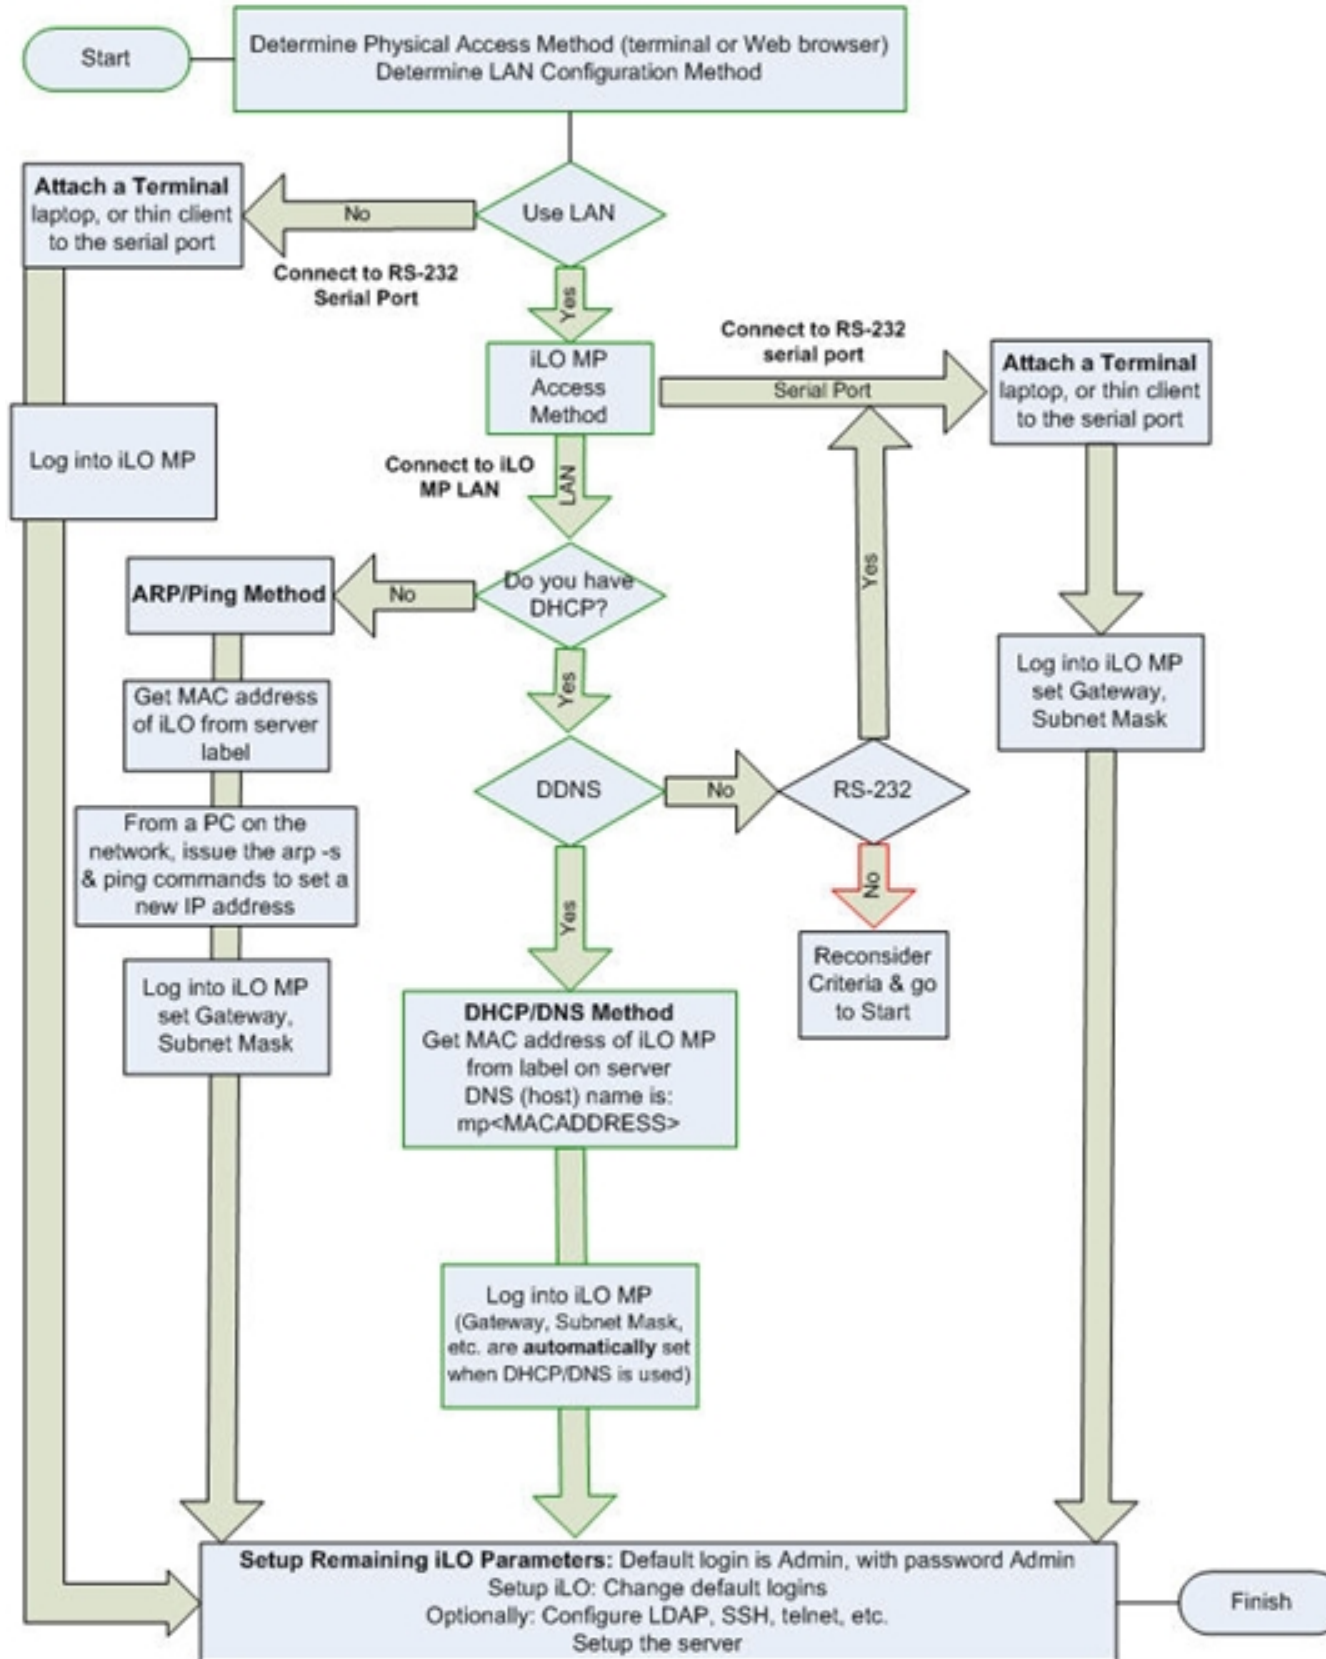 Start
Determine Physical Access Method (terminal or Web browser)
Determine LAN Configuration Method
Attach a Terminal
laptop, or thin client
to the serial port
No
Use LAN
Connect to RS-232
Serial Port
Yes
Connect to RS-232
serial port
iLO MP
Access
Method
Serial Port
Attach a Terminal
laptop, or thin client
to the serial port
Log into iLO MP
Connect to iLO
MP LAN
LAN
Yes
ARP/Ping Method
No
Do you have
DHCP?
Get MAC address
of iLO from server
label
Yes
Log into iLO MP
set Gateway,
Subnet Mask
DDNS
No
RS-232
From a PC on the
network, issue the arp -s
& ping commands to set a
new IP address
Yes
No
Log into iLO MP
set Gateway,
Subnet Mask
Reconsider
Criteria & go
to Start
DHCP/DNS Method
Get MAC address of iLO MP
from label on server
DNS (host) name is:
mp<MACADDRESS>
Log into iLO MP
(Gateway, Subnet Mask,
etc. are automatically set
when DHCP/DNS is used)
Setup Remaining iLO Parameters: Default login is Admin, with password Admin
Setup iLO: Change default logins
Optionally: Configure LDAP, SSH, telnet, etc.
Setup the server
Finish